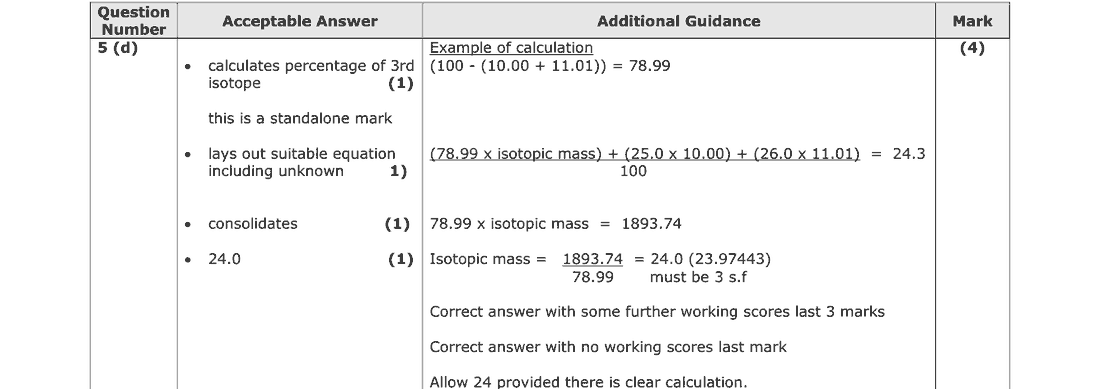 Question Number Acceptable Answer Additional Guidance Mark
5 (d) Example of calculation (4)
• calculates percentage of 3rd (100 - (10.00 + 11.01)) = 78.99
isotope (1)
this is a standalone mark
• lays out suitable equation (78.99 x isotopic mass) + (25.0 x 10.00) + (26.0 x 11.01) = 24.3
including unknown 1) 100
• consolidates (1) 78.99 x isotopic mass = 1893.74
• 24.0 (1) Isotopic mass = 1893.74 = 24.0 (23.97443)
78.99 must be 3 s.f
Correct answer with some further working scores last 3 marks
Correct answer with no working scores last mark
Allow 24 provided there is clear calculation.